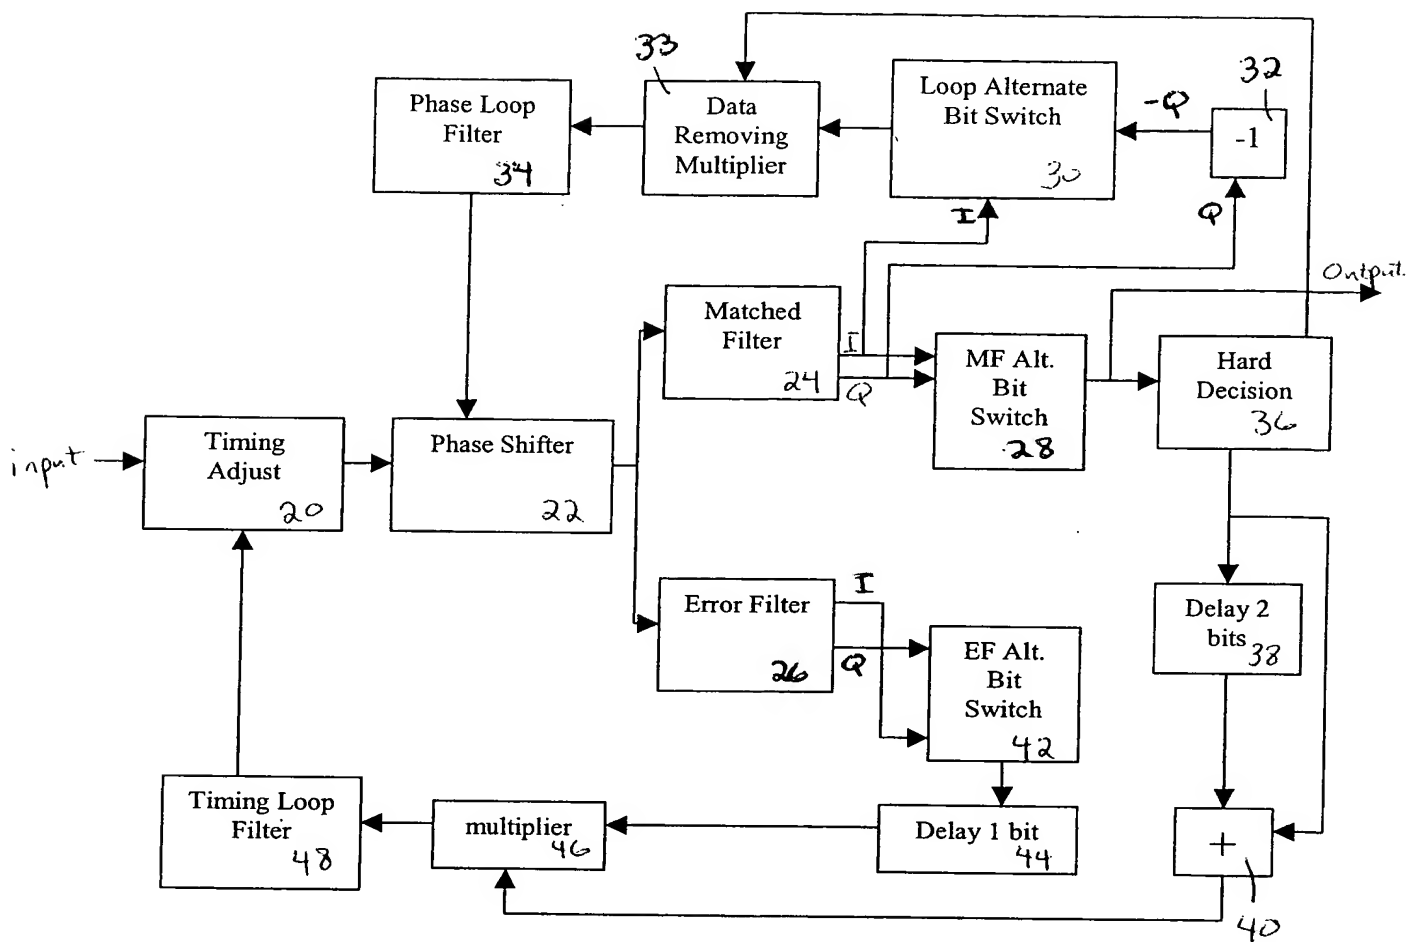 33
Phase Loop
Filter
34
Data
Removing
Multiplier
Loop Alternate
Bit Switch
30
-Q
32
-1
I
Q
Output.
Matched
Filter
24
I
Q
MF Alt.
Bit
Switch
28
Hard
Decision
36
input
Timing
Adjust
20
Phase Shifter
22
Error Filter
26
I
Q
EF Alt.
Bit
Switch
42
Delay 2
bits
38
Timing Loop
Filter
48
multiplier
46
Delay 1 bit
44
+
40